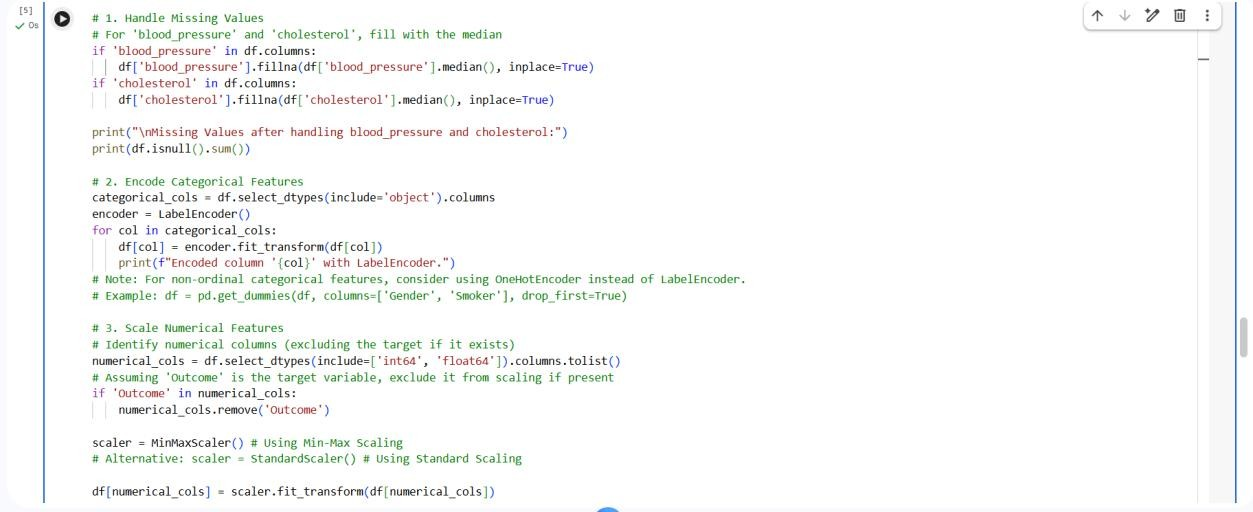 [5]
0s
# 1. Handle Missing Values
# For 'blood_pressure' and 'cholesterol', fill with the median
if 'blood_pressure' in df.columns:
    df['blood_pressure'].fillna(df['blood_pressure'].median(), inplace=True)
if 'cholesterol' in df.columns:
    df['cholesterol'].fillna(df['cholesterol'].median(), inplace=True)

print("\nMissing Values after handling blood_pressure and cholesterol:")
print(df.isnull().sum())

# 2. Encode Categorical Features
categorical_cols = df.select_dtypes(include='object').columns
encoder = LabelEncoder()
for col in categorical_cols:
    df[col] = encoder.fit_transform(df[col])
    print(f"Encoded column '{col}' with LabelEncoder.")
# Note: For non-ordinal categorical features, consider using OneHotEncoder instead of LabelEncoder.
# Example: df = pd.get_dummies(df, columns=['Gender', 'Smoker'], drop_first=True)

# 3. Scale Numerical Features
# Identify numerical columns (excluding the target if it exists)
numerical_cols = df.select_dtypes(include=['int64', 'float64']).columns.tolist()
# Assuming 'Outcome' is the target variable, exclude it from scaling if present
if 'Outcome' in numerical_cols:
    numerical_cols.remove('Outcome')

scaler = MinMaxScaler() # Using Min-Max Scaling
# Alternative: scaler = StandardScaler() # Using Standard Scaling

df[numerical_cols] = scaler.fit_transform(df[numerical_cols])